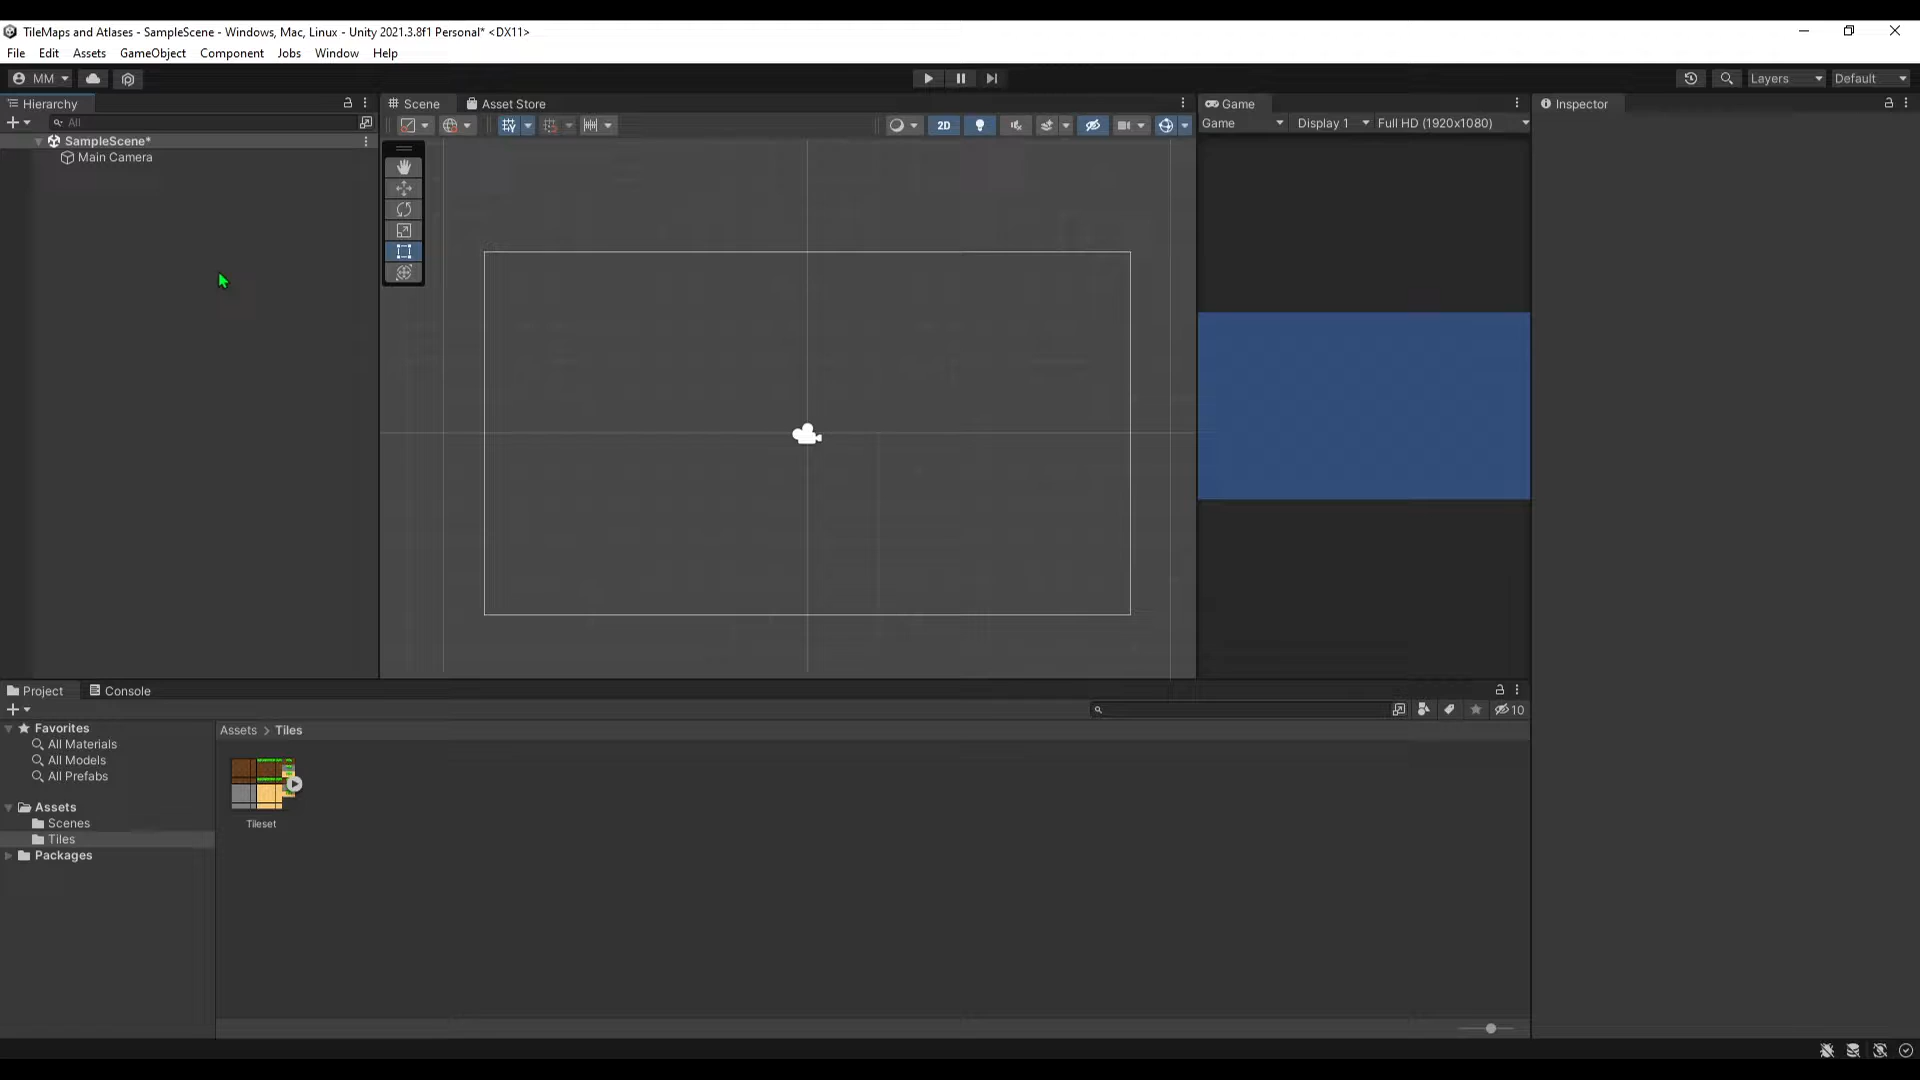 TileMaps and Atlases - SampleScene - Windows, Mac, Linux - Unity 2021.3.8f1 Personal* <DX11>
File Edit Assets GameObject Component Jobs Window Help
MM
Layers
Default
Hierarchy
Scene
Asset Store
Game
Inspector
All
2D
Game
Display 1
Full HD (1920x1080)
SampleScene*
Main Camera
Project
Console
10
Favorites
All Materials
All Models
All Prefabs
Assets
Scenes
Tiles
Packages
Assets > Tiles
Tileset